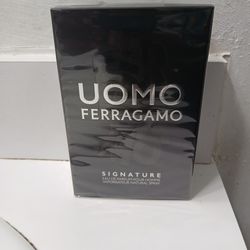 UOMO
FERRAGAMO
SIGNATURE
EAU DE PARFUM POUR HOMME
VAPORISATEUR NATURAL SPRAY